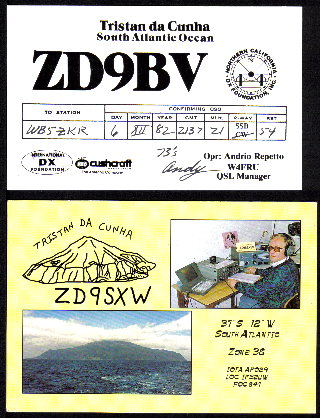 Tristan da Cunha
South Atlantic Ocean
ZD9BV
NORTHERN CALIFORNIA DX FOUNDATION, INC.
TO STATION
CONFIRMING QSO
DAY MONTH YEAR GMT MHz 2-WAY RST
WB5ZKR 6 XII 82 2137 21 SSB CW 59
INTERNATIONAL
DX
FOUNDATION
cushcraft
73's
Andy
Opr: Andrio Repetto
W4FRU
QSL Manager
TRISTAN DA CUNHA
ZD9SXW
37°S 12°W
SOUTH ATLANTIC
ZONE 38
IOTA AF029